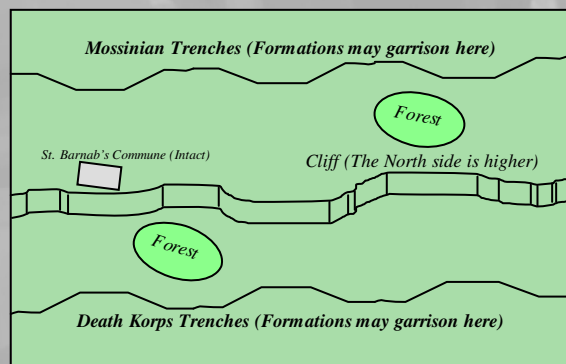 Mossinian Trenches (Formations may garrison here)
Forest
St. Barnab's Commune (Intact)
Cliff (The North side is higher)
Forest
Death Korps Trenches (Formations may garrison here)